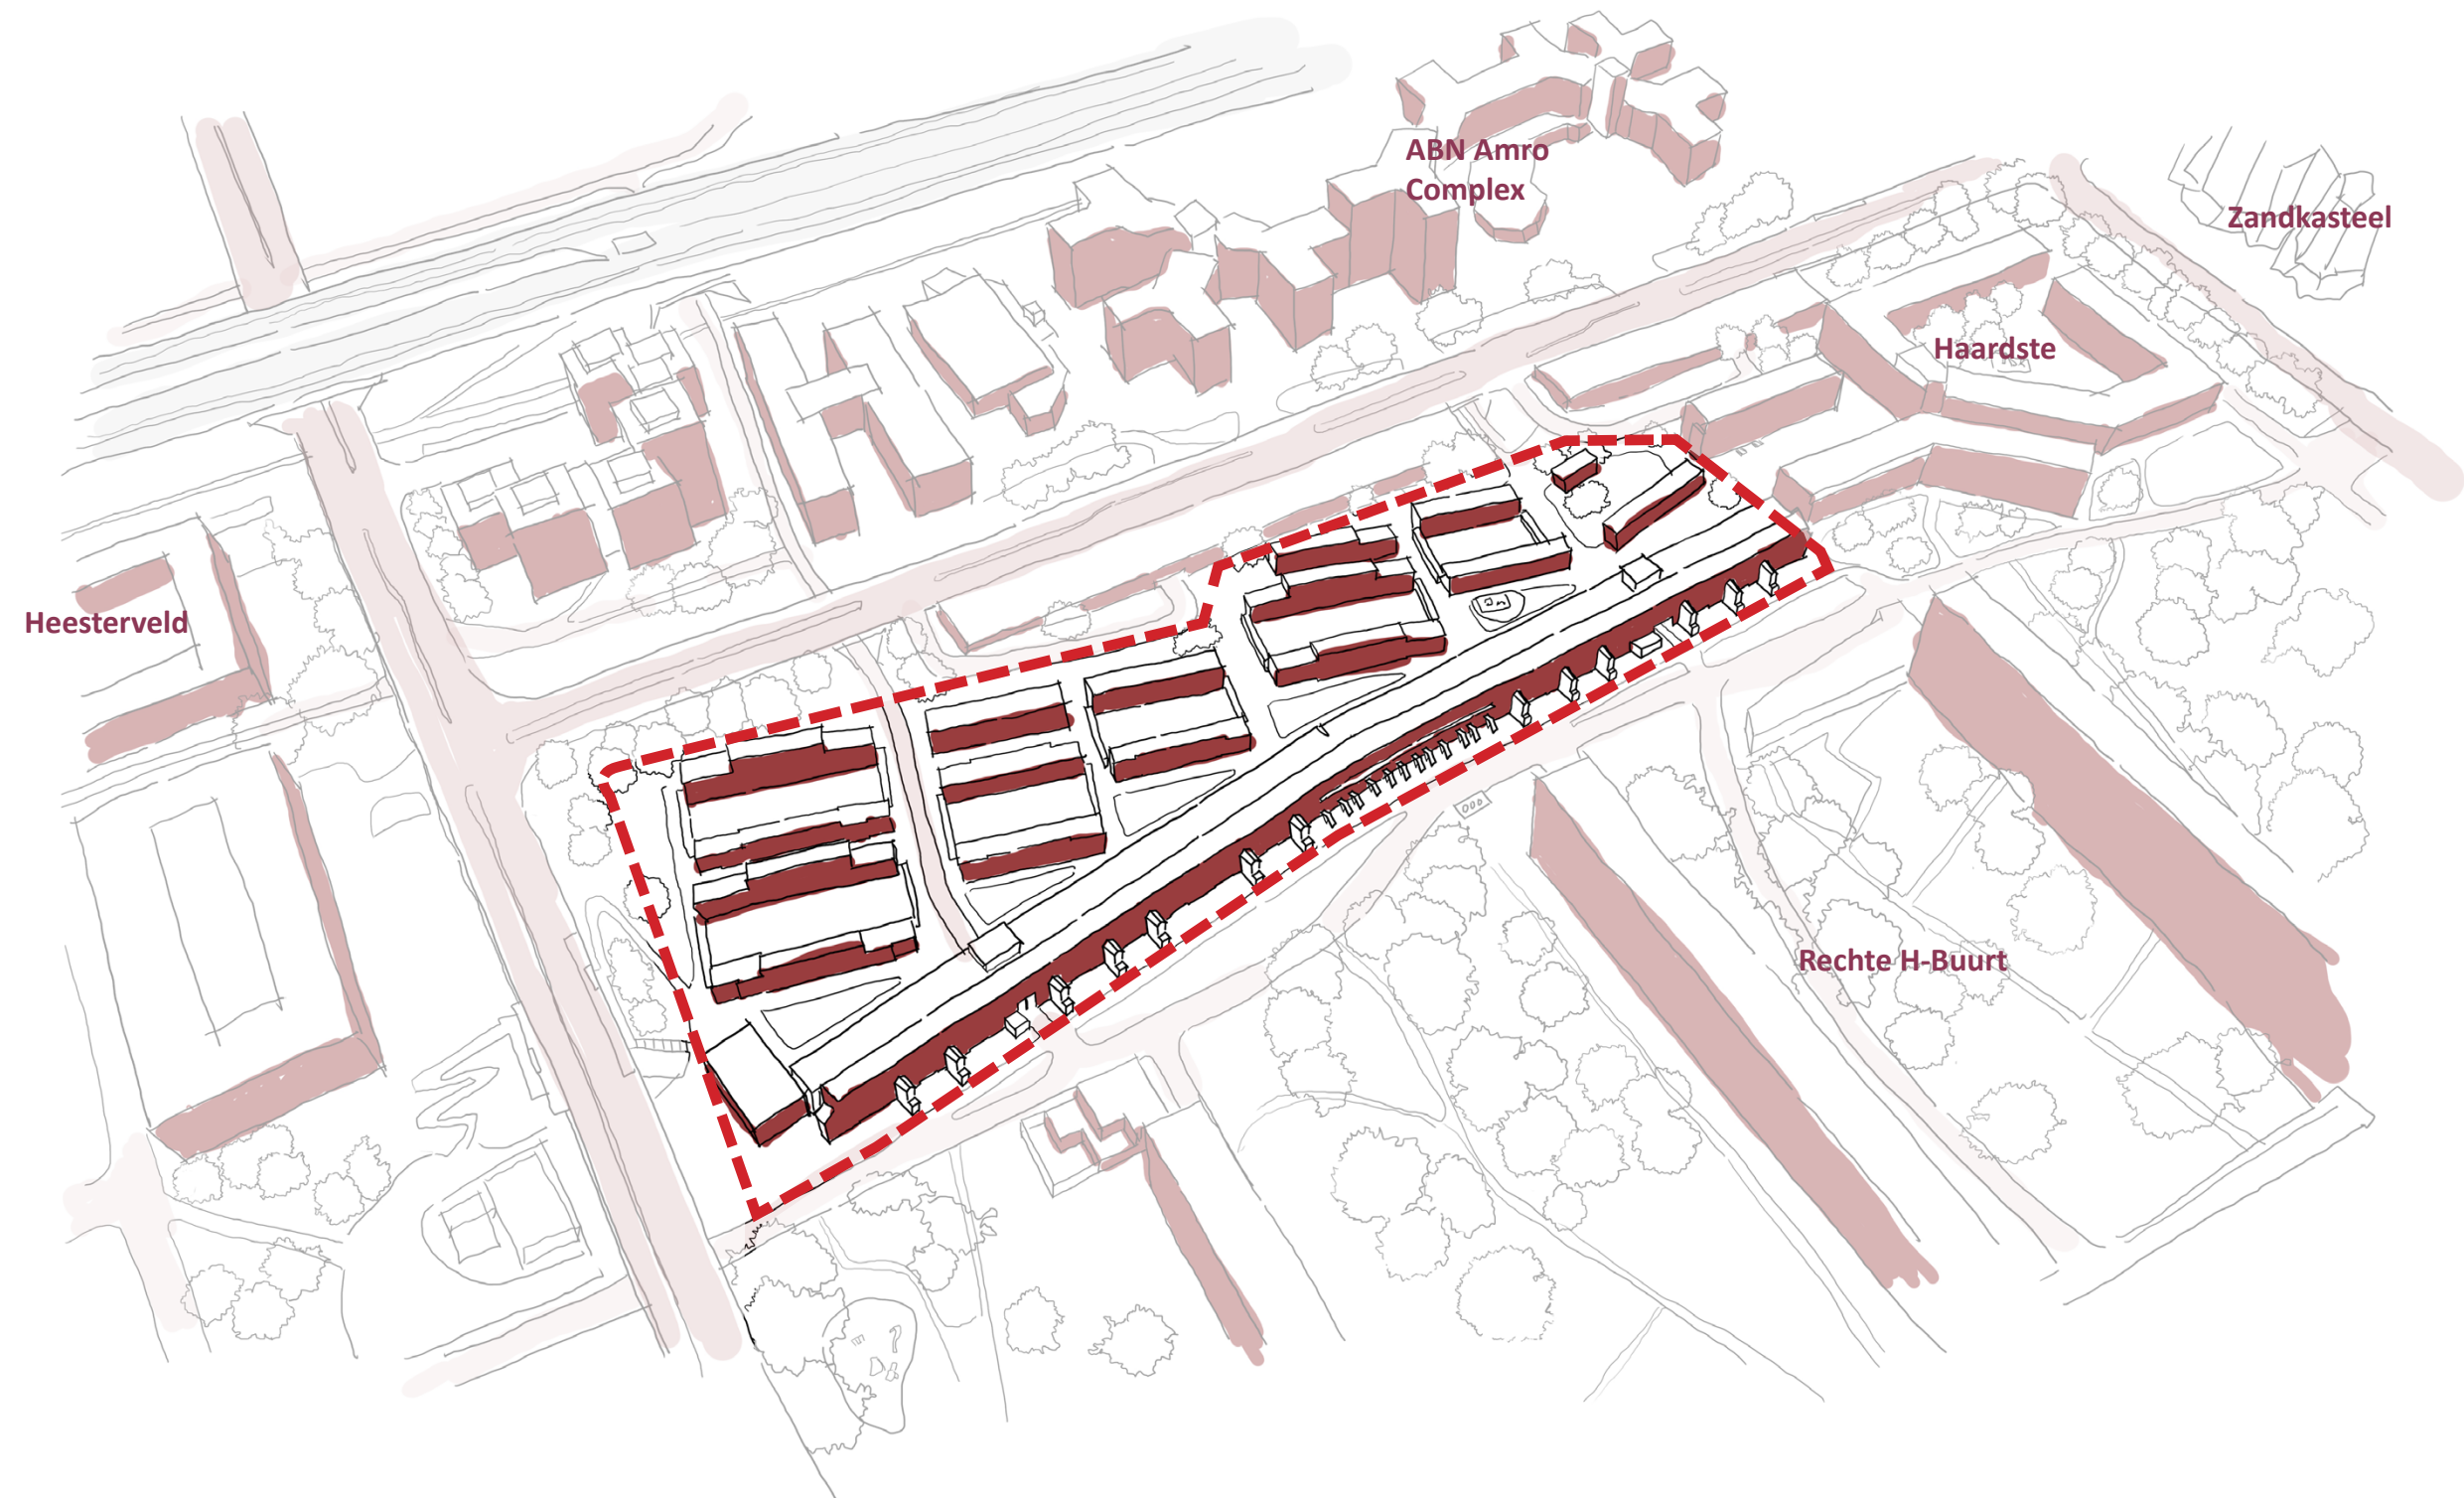 ABN Amro
Complex
Zandkasteel
Haardste
Heesterveld
Rechte H-Buurt